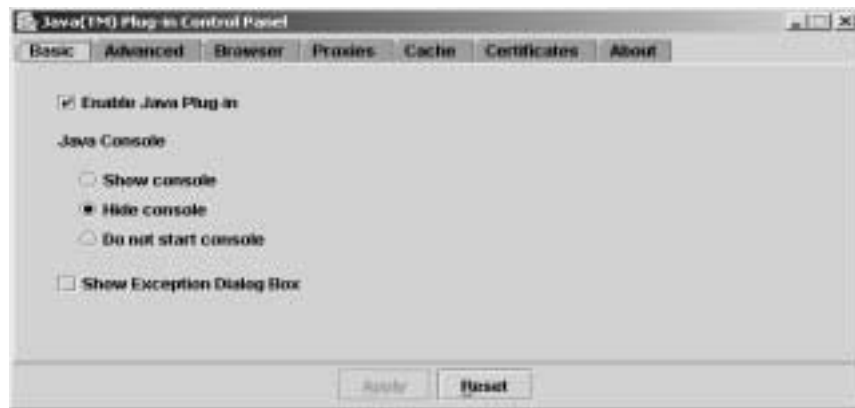 Java(TM) Plug-in Control Panel
Basic Advanced Browser Proxies Cache Certificates About
Enable Java Plug-in
Java Console
Show console
Hide console
Do not start console
Show Exception Dialog Box
Apply Reset